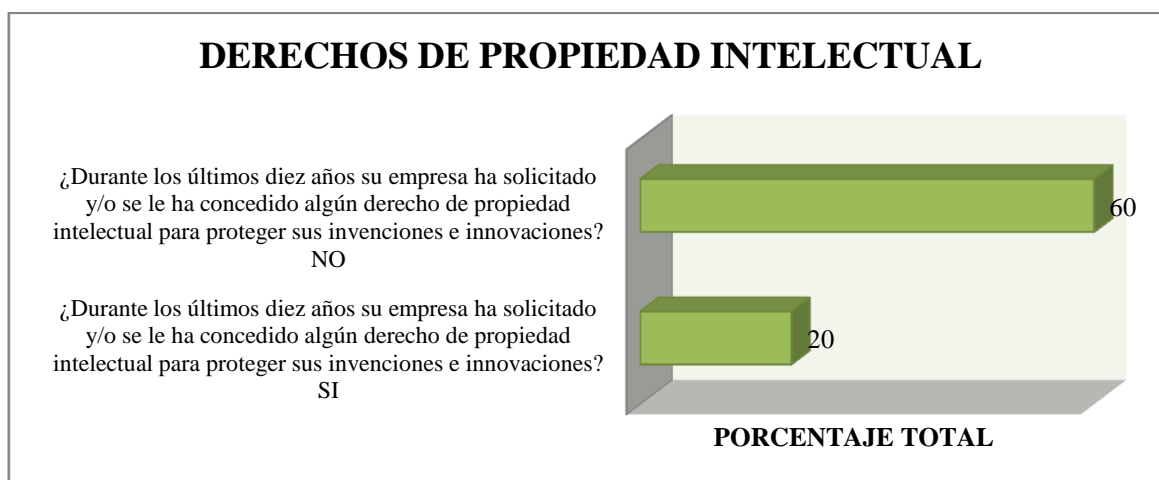 DERECHOS DE PROPIEDAD INTELECTUAL
¿Durante los últimos diez años su empresa ha solicitado
y/o se le ha concedido algún derecho de propiedad
intelectual para proteger sus invenciones e innovaciones?
NO
60
¿Durante los últimos diez años su empresa ha solicitado
y/o se le ha concedido algún derecho de propiedad
intelectual para proteger sus invenciones e innovaciones?
SI
20
PORCENTAJE TOTAL